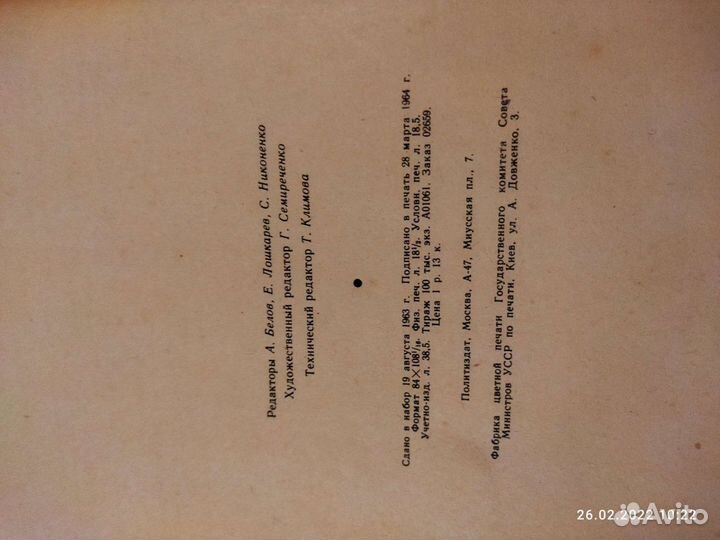 Редакторы А. Белов, Е. Лошкарев, С. Никоненко
Художественный редактор Г. Семиреченко
Технический редактор Т. Климова
Сдано в набор 19 августа 1963 г. Подписано в печать 28 марта 1964 г.
Формат 84×108¹/₁₆. Физ. печ. л. 18¹/₂. Условн. печ. л. 18,5.
Учетно-изд. л. 38,5. Тираж 100 тыс. экз. А01061. Заказ 02659.
Цена 1 р. 13 к.
Политиздат, Москва, А-47, Миусская пл., 7.
Фабрика цветной печати Государственного комитета Совета
Министров УССР по печати, Киев, ул. А. Довженко, 3.
26.02.2022 10:22
Avito